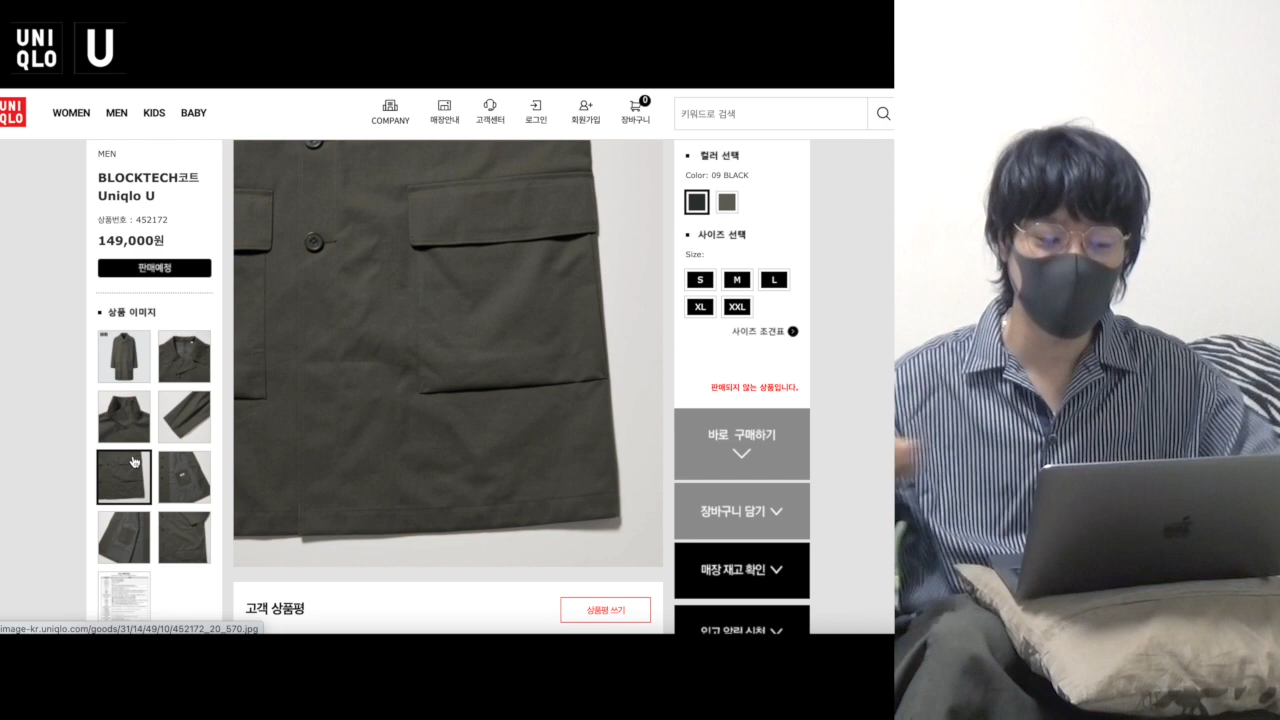 UNI
QLO
U
UNI
QLO
WOMEN
MEN
KIDS
BABY
COMPANY
매장안내
고객센터
로그인
회원가입
0
장바구니
키워드로 검색
MEN
BLOCKTECH코트
Uniqlo U
상품번호 : 452172
149,000원
판매예정
상품 이미지
컬러 선택
Color: 09 BLACK
사이즈 선택
Size:
S
M
L
XL
XXL
사이즈 조견표
판매되지 않는 상품입니다.
바로 구매하기
장바구니 담기
매장 재고 확인
입고 알림 신청
고객 상품평
상품평 쓰기
image-kr.uniqlo.com/goods/31/14/49/10/452172_20_570.jpg